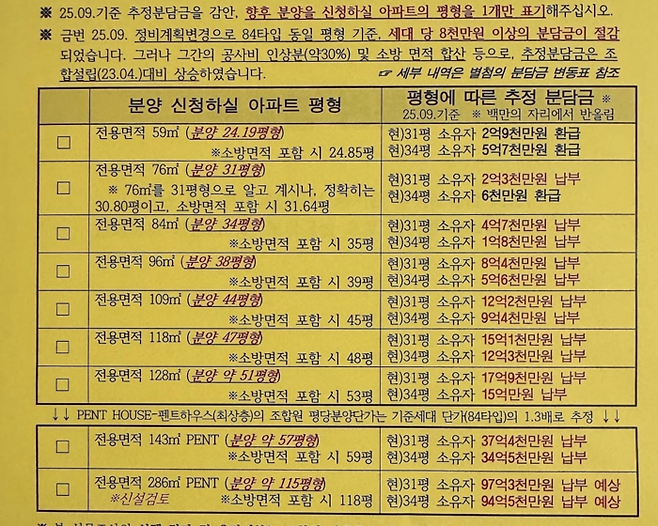 ※ 25.09.기준 추정분담금을 감안, 향후 분양을 신청하실 아파트의 평형을 1개만 표기해주십시오.
※ 금번 25.09. 정비계획변경으로 84타입 동일 평형 기준, 세대 당 8천만원 이상의 분담금이 절감
되었습니다. 그러나 그간의 공사비 인상분(약30%) 및 소방 면적 합산 등으로, 추정분담금은 조
합설립(23.04.)대비 상승하였습니다. ☞ 세부 내역은 별첨의 분담금 변동표 참조
분양 신청하실 아파트 평형
평형에 따른 추정 분담금 ※
25.09.기준 ※ 백만의 자리에서 반올림
□ 전용면적 59㎡ (분양 24.19평형)
※소방면적 포함 시 24.85평
현)31평 소유자 2억9천만원 환급
현)34평 소유자 5억7천만원 환급
□ 전용면적 76㎡ (분양 31평형)
※ 76㎡를 31평형으로 알고 계시나, 정확히는
30.80평이고, 소방면적 포함 시 31.64평
현)31평 소유자 2억3천만원 납부
현)34평 소유자 6천만원 환급
□ 전용면적 84㎡ (분양 34평형)
※소방면적 포함 시 35평
현)31평 소유자 4억7천만원 납부
현)34평 소유자 1억8천만원 납부
□ 전용면적 96㎡ (분양 38평형)
※소방면적 포함 시 39평
현)31평 소유자 8억4천만원 납부
현)34평 소유자 5억6천만원 납부
□ 전용면적 109㎡ (분양 44평형)
※소방면적 포함 시 45평
현)31평 소유자 12억2천만원 납부
현)34평 소유자 9억4천만원 납부
□ 전용면적 118㎡ (분양 47평형)
※소방면적 포함 시 48평
현)31평 소유자 15억1천만원 납부
현)34평 소유자 12억3천만원 납부
□ 전용면적 128㎡ (분양 약 51평형)
※소방면적 포함 시 53평
현)31평 소유자 17억9천만원 납부
현)34평 소유자 15억만원 납부
↓↓ PENT HOUSE-펜트하우스(최상층)의 조합원 평당분양단가는 기준세대 단가(84타입)의 1.3배로 추정 ↓↓
□ 전용면적 143㎡ PENT (분양 약 57평형)
※소방면적 포함 시 59평
현)31평 소유자 37억4천만원 납부
현)34평 소유자 34억5천만원 납부
□ 전용면적 286㎡ PENT (분양 약 115평형)
※신설검토 ※소방면적 포함 시 118평
현)31평 소유자 97억3천만원 납부 예상
현)34평 소유자 94억5천만원 납부 예상